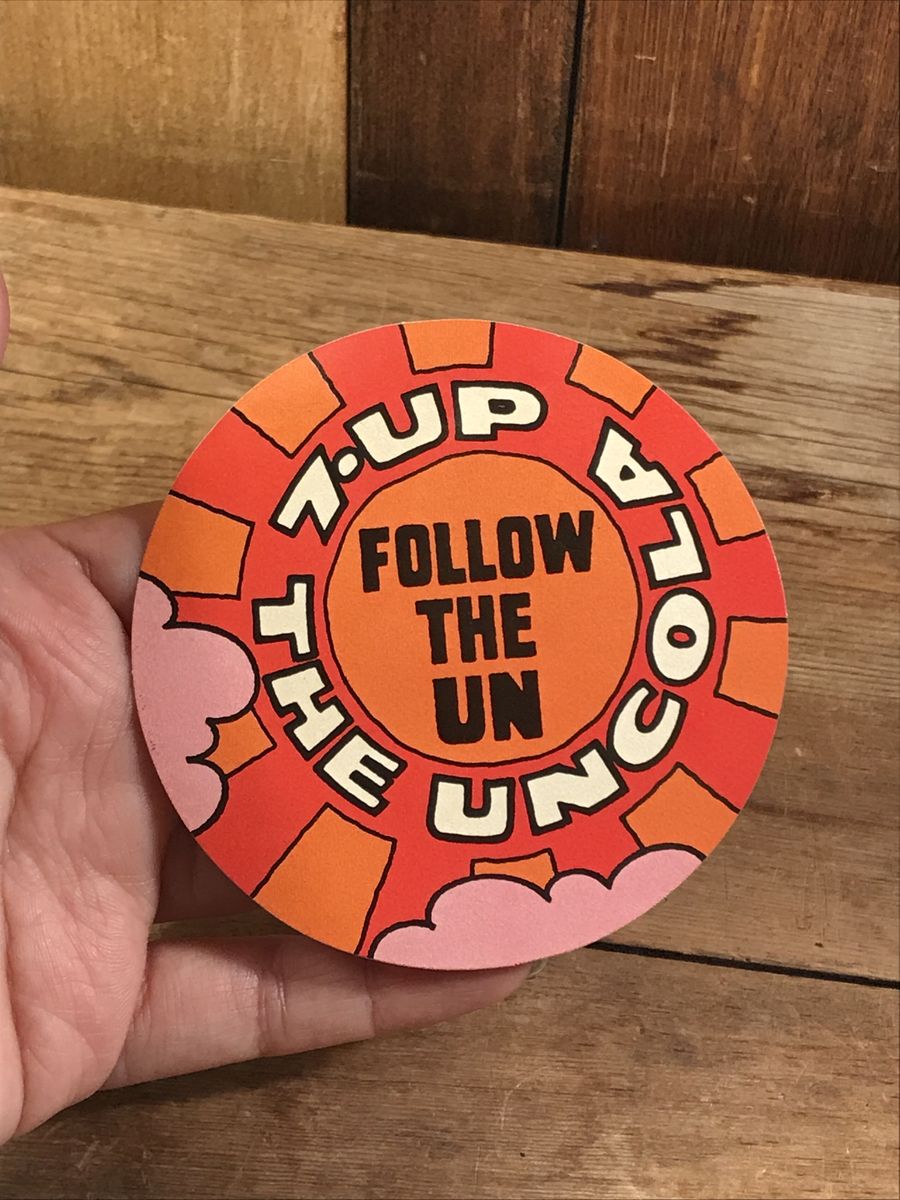 7·UP THE UNCOLA
FOLLOW
THE
UN